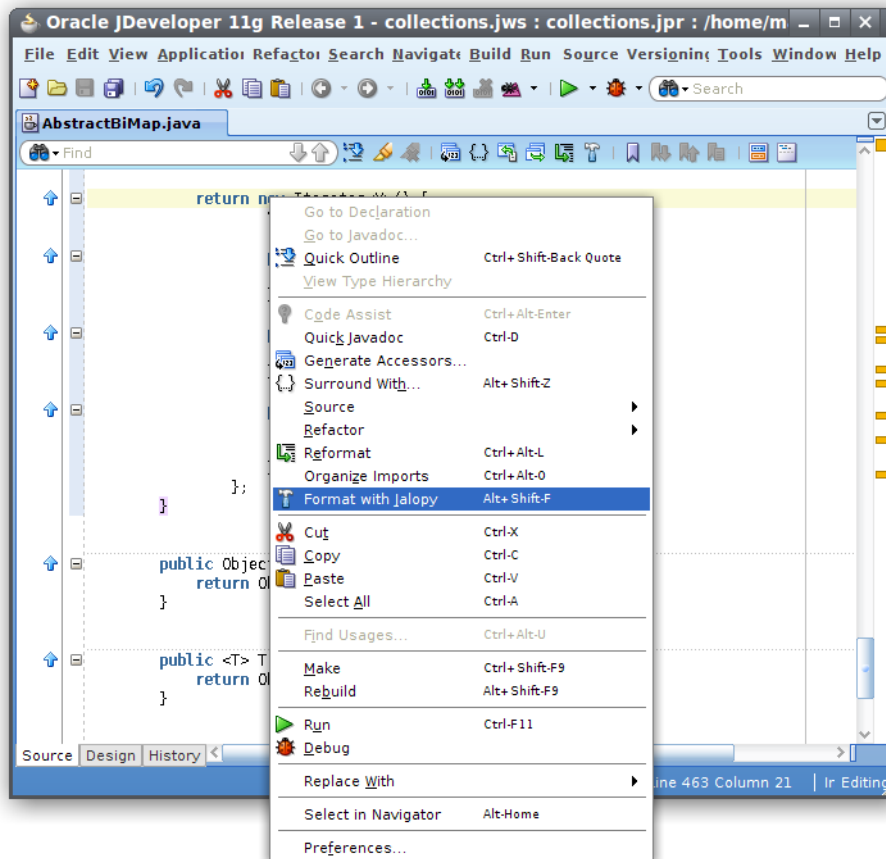 Oracle JDeveloper 11g Release 1 - collections.jws : collections.jpr : /home/m
File Edit View Application Refactor Search Navigate Build Run Source Versioning Tools Window Help
Search
AbstractBiMap.java
Find
return new Iterator<V>() {
Go to Declaration
Go to Javadoc...
Quick Outline Ctrl+Shift-Back Quote
View Type Hierarchy
Code Assist Ctrl+Alt-Enter
Quick Javadoc Ctrl-D
Generate Accessors...
Surround With... Alt+Shift-Z
Source
Refactor
Reformat Ctrl+Alt-L
Organize Imports Ctrl+Alt-O
};
Format with Jalopy Alt+Shift-F
}
Cut Ctrl-X
Copy Ctrl-C
public Objec
Paste Ctrl-V
return O
Select All Ctrl-A
}
Find Usages... Ctrl+Alt-U
public <T> T
Make Ctrl+Shift-F9
return O
Rebuild Alt+Shift-F9
}
Run Ctrl-F11
Debug
Source Design History
Replace With
ine 463 Column 21 Ir Editing
Select in Navigator Alt-Home
Preferences...